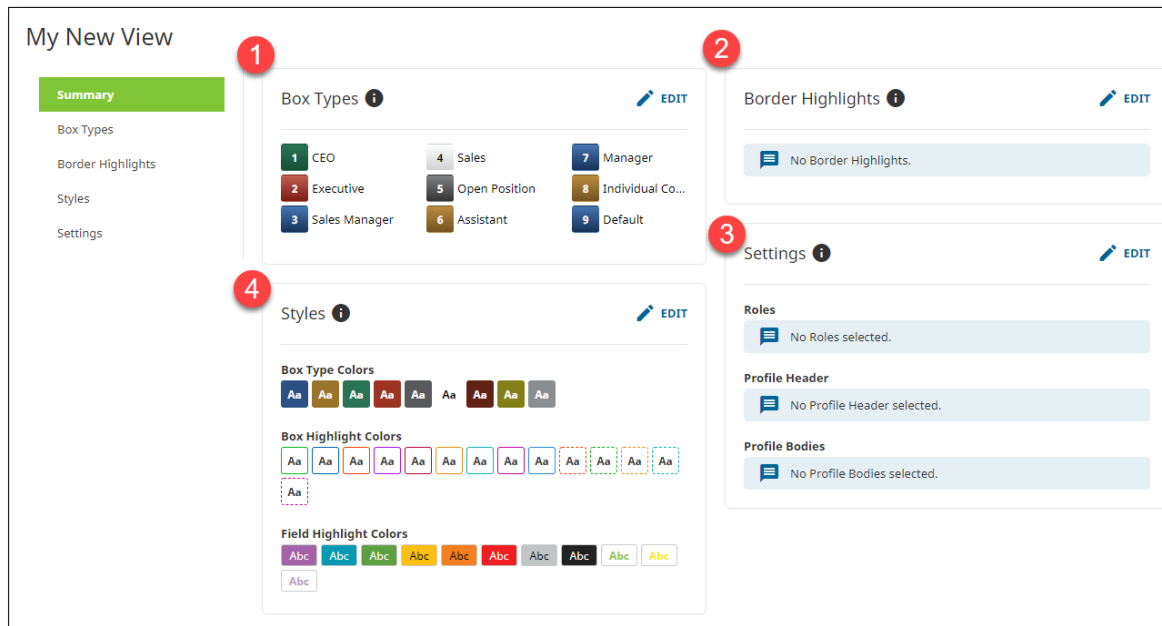 My New View
Summary
Box Types
Border Highlights
Styles
Settings
1
Box Types
EDIT
1 CEO
4 Sales
7 Manager
2 Executive
5 Open Position
8 Individual Co...
3 Sales Manager
6 Assistant
9 Default
2
Border Highlights
EDIT
No Border Highlights.
3
Settings
EDIT
Roles
No Roles selected.
Profile Header
No Profile Header selected.
Profile Bodies
No Profile Bodies selected.
4
Styles
EDIT
Box Type Colors
Aa Aa Aa Aa Aa Aa Aa Aa Aa
Box Highlight Colors
Aa Aa Aa Aa Aa Aa Aa Aa Aa Aa Aa Aa Aa
Aa
Field Highlight Colors
Abc Abc Abc Abc Abc Abc Abc Abc Abc Abc
Abc